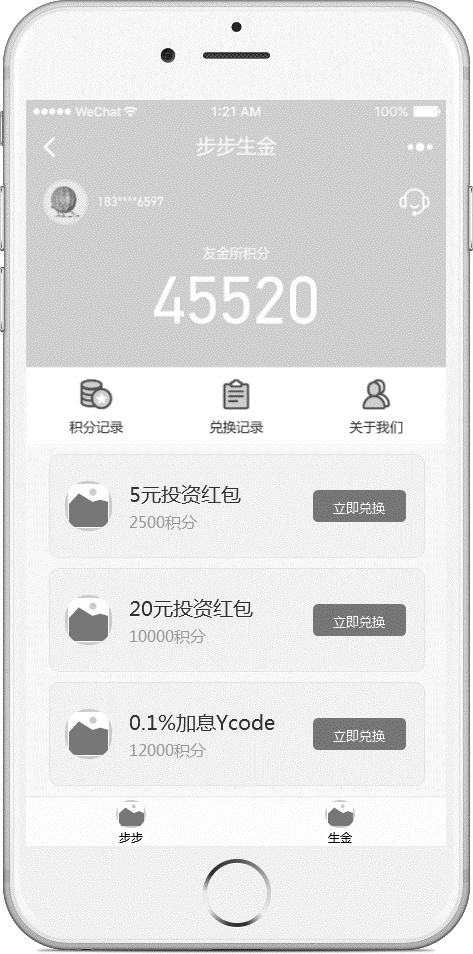 WeChat 1:21 AM 100%
步步生金
183****6597
友金所积分
45520
积分记录 兑换记录 关于我们
5元投资红包
2500积分
立即兑换
20元投资红包
10000积分
立即兑换
0.1%加息Ycode
12000积分
立即兑换
步步 生金